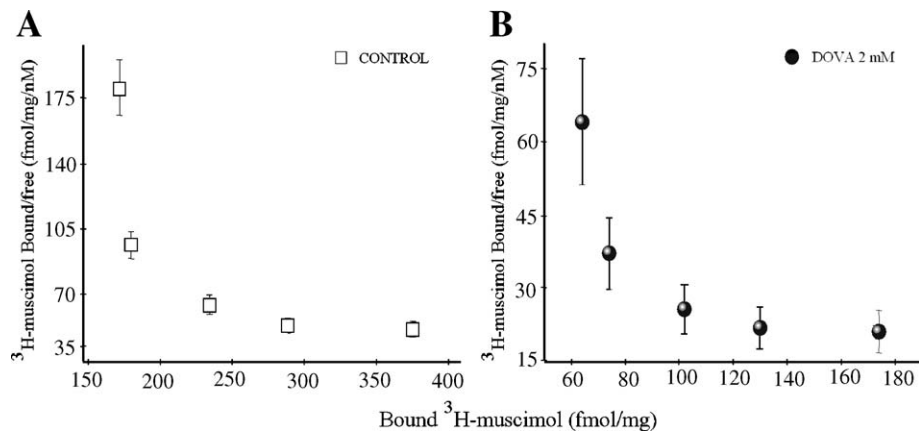 A
B
□ CONTROL
● DOVA 2 mM
³H-muscimol Bound/free (fmol/mg/nM)
175
140
105
70
35
150 200 250 300 350 400
³H-muscimol Bound/free (fmol/mg/nM)
75
60
45
30
15
60 80 100 120 140 160 180
Bound ³H-muscimol (fmol/mg)